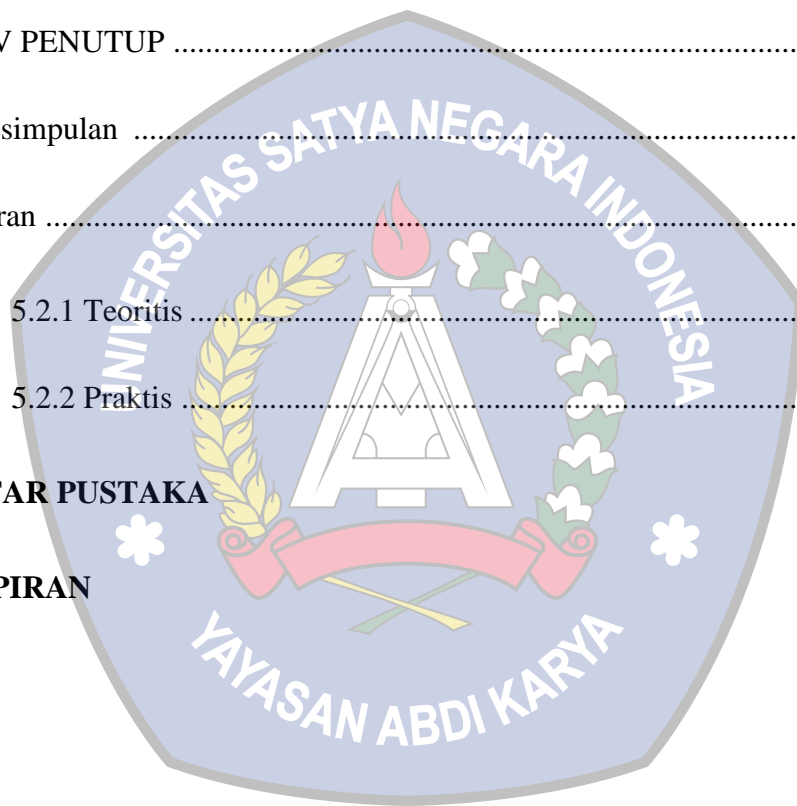 V PENUTUP ................................................................
simpulan ................................................................
ran ................................................................
5.2.1 Teoritis ................................................................
5.2.2 Praktis ................................................................
TAR PUSTAKA
PIRAN
UNIVERSITAS SATYA NEGARA INDONESIA
YAYASAN ABDI KARYA